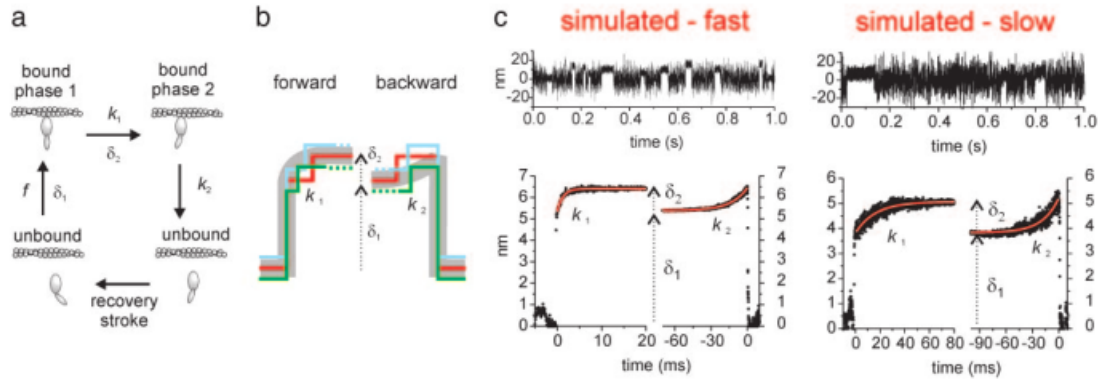 a
bound
phase 1
bound
phase 2
k1
δ2
f
δ1
k2
unbound
unbound
recovery
stroke
b
forward
backward
δ2
k1
k2
δ1
c
simulated - fast
simulated - slow
nm
20
0
-20
0.0 0.2 0.4 0.6 0.8 1.0
time (s)
20
0
-20
0.0 0.2 0.4 0.6 0.8 1.0
time (s)
nm
7
6
5
4
3
2
1
0
k1
δ2
k2
δ1
6
5
4
3
2
1
0
0 10 20 -60 -30 0
time (ms)
6
5
4
3
2
1
0
k1
δ2
k2
δ1
6
5
4
3
2
1
0
0 20 40 60 80 -90 -60 -30 0
time (ms)